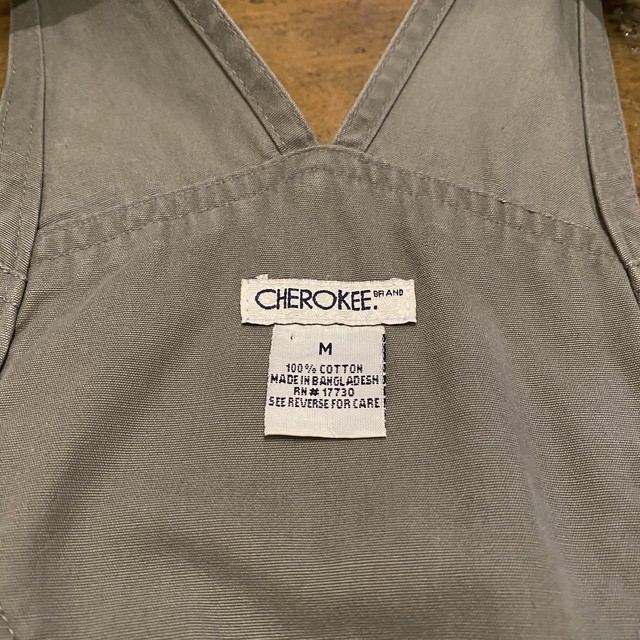 CHEROKEE. BRAND
M
100% COTTON
MADE IN BANGLADESH
RN# 17730
SEE REVERSE FOR CARE